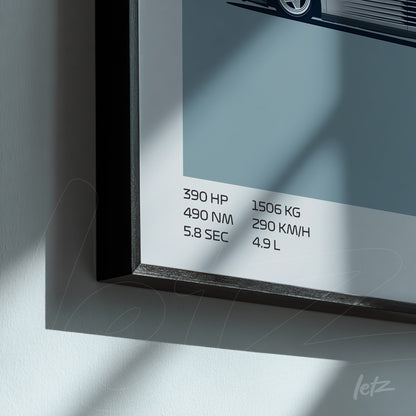 390 HP
490 NM
5.8 SEC
1506 KG
290 KM/H
4.9 L
letz